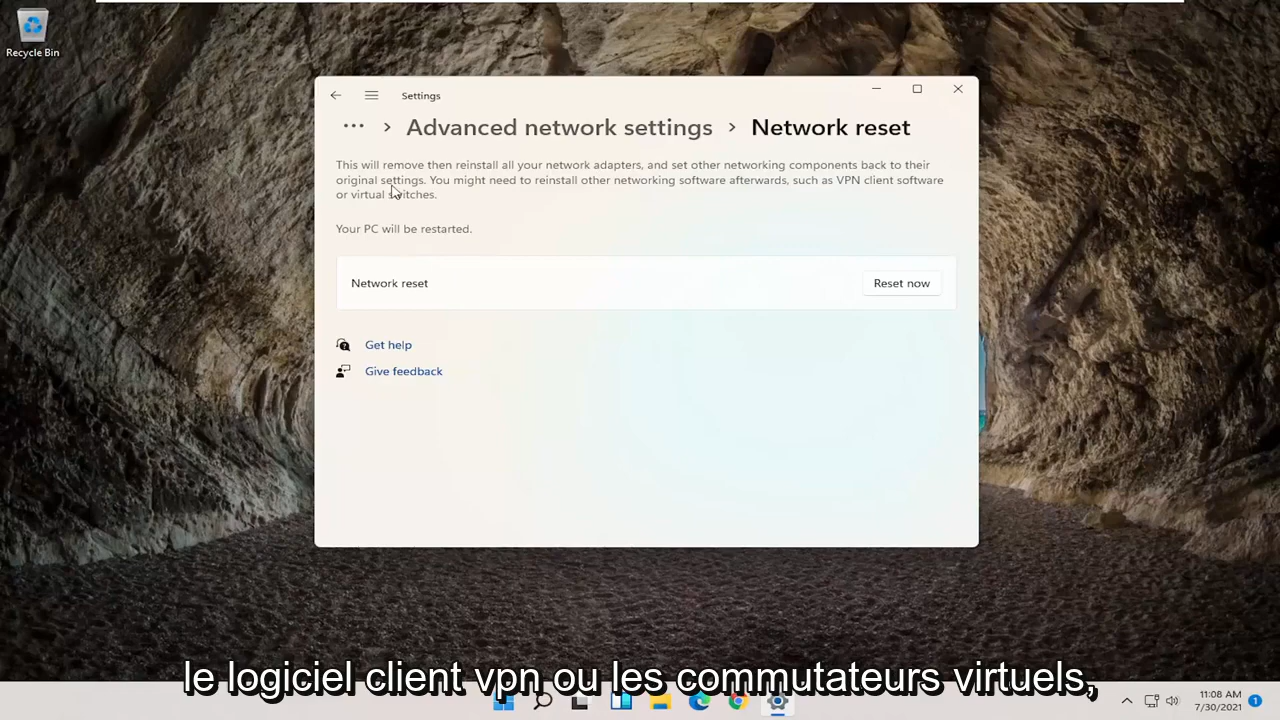 Recycle Bin
Settings
... > Advanced network settings > Network reset
This will remove then reinstall all your network adapters, and set other networking components back to their
original settings. You might need to reinstall other networking software afterwards, such as VPN client software
or virtual switches.
Your PC will be restarted.
Network reset
Reset now
Get help
Give feedback
le logiciel client vpn ou les commutateurs virtuels,
11:08 AM
7/30/2021
1